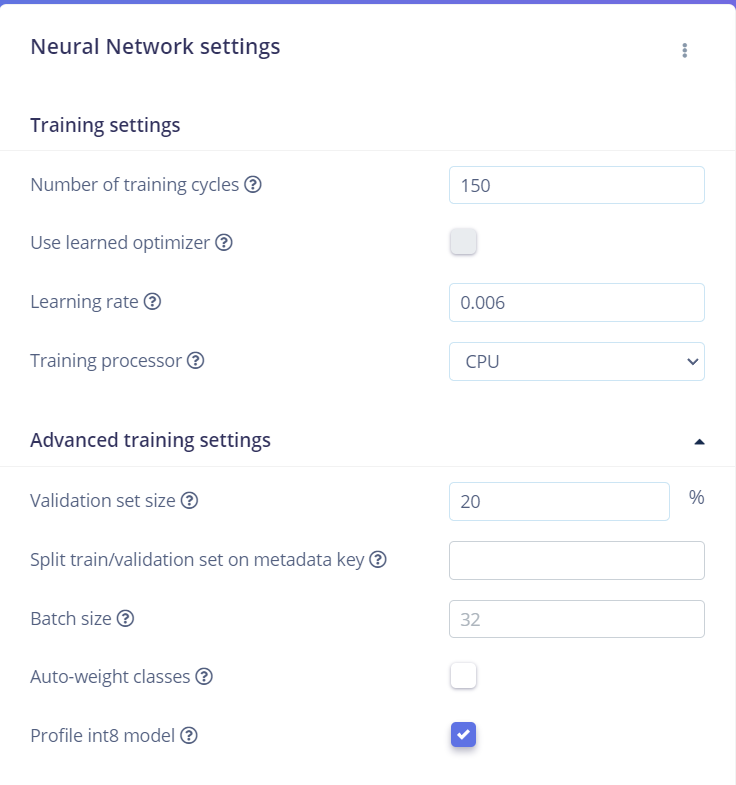 Neural Network settings
Training settings
Number of training cycles ?
150
Use learned optimizer ?
Learning rate ?
0.006
Training processor ?
CPU
Advanced training settings
Validation set size ?
20
%
Split train/validation set on metadata key ?
Batch size ?
32
Auto-weight classes ?
Profile int8 model ?